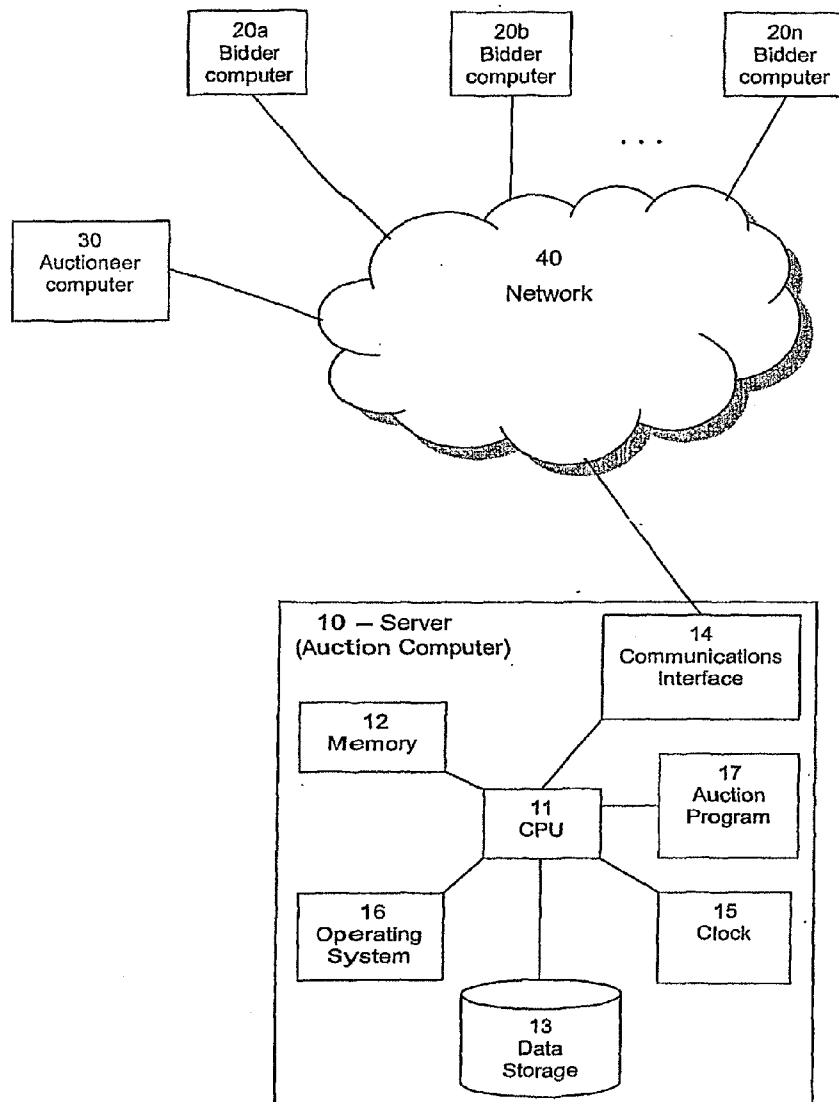 20a
Bidder
computer
20b
Bidder
computer
20n
Bidder
computer
. . .
30
Auctioneer
computer
40
Network
10 – Server
(Auction Computer)
14
Communications
Interface
12
Memory
17
Auction
Program
11
CPU
16
Operating
System
15
Clock
13
Data
Storage